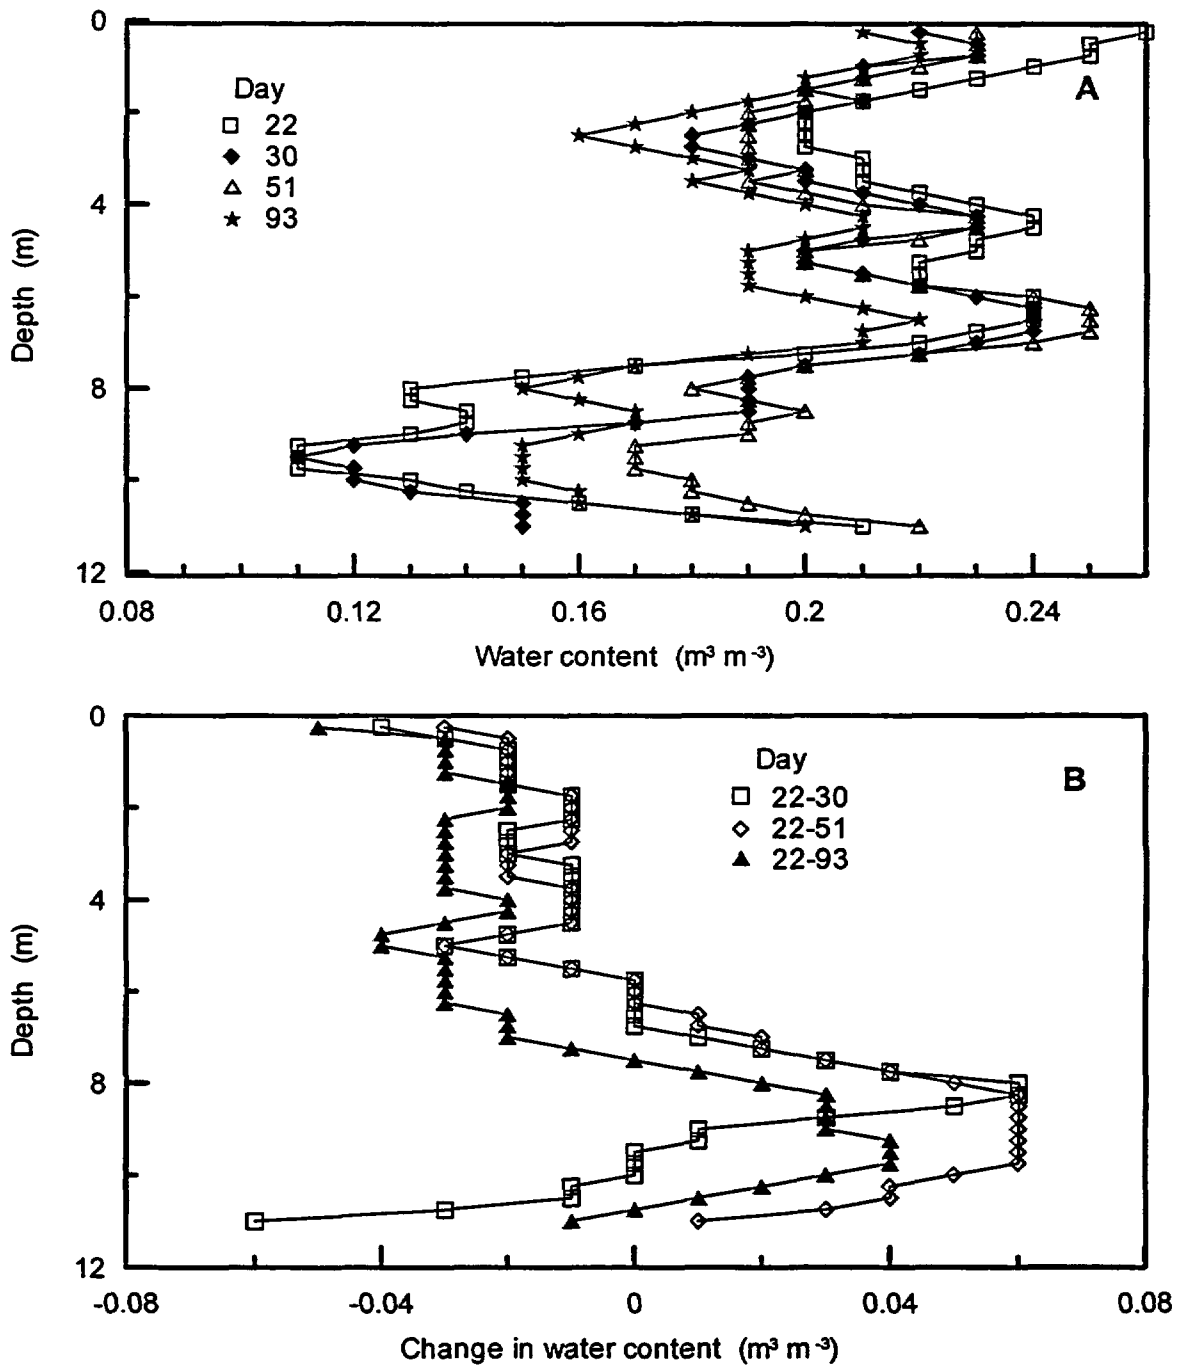 0
A
Day
22
30
51
93
4
Depth (m)
8
12
0.08 0.12 0.16 0.2 0.24
Water content (m³ m⁻³)
0
B
Day
22-30
22-51
22-93
4
Depth (m)
8
12
-0.08 -0.04 0 0.04 0.08
Change in water content (m³ m⁻³)